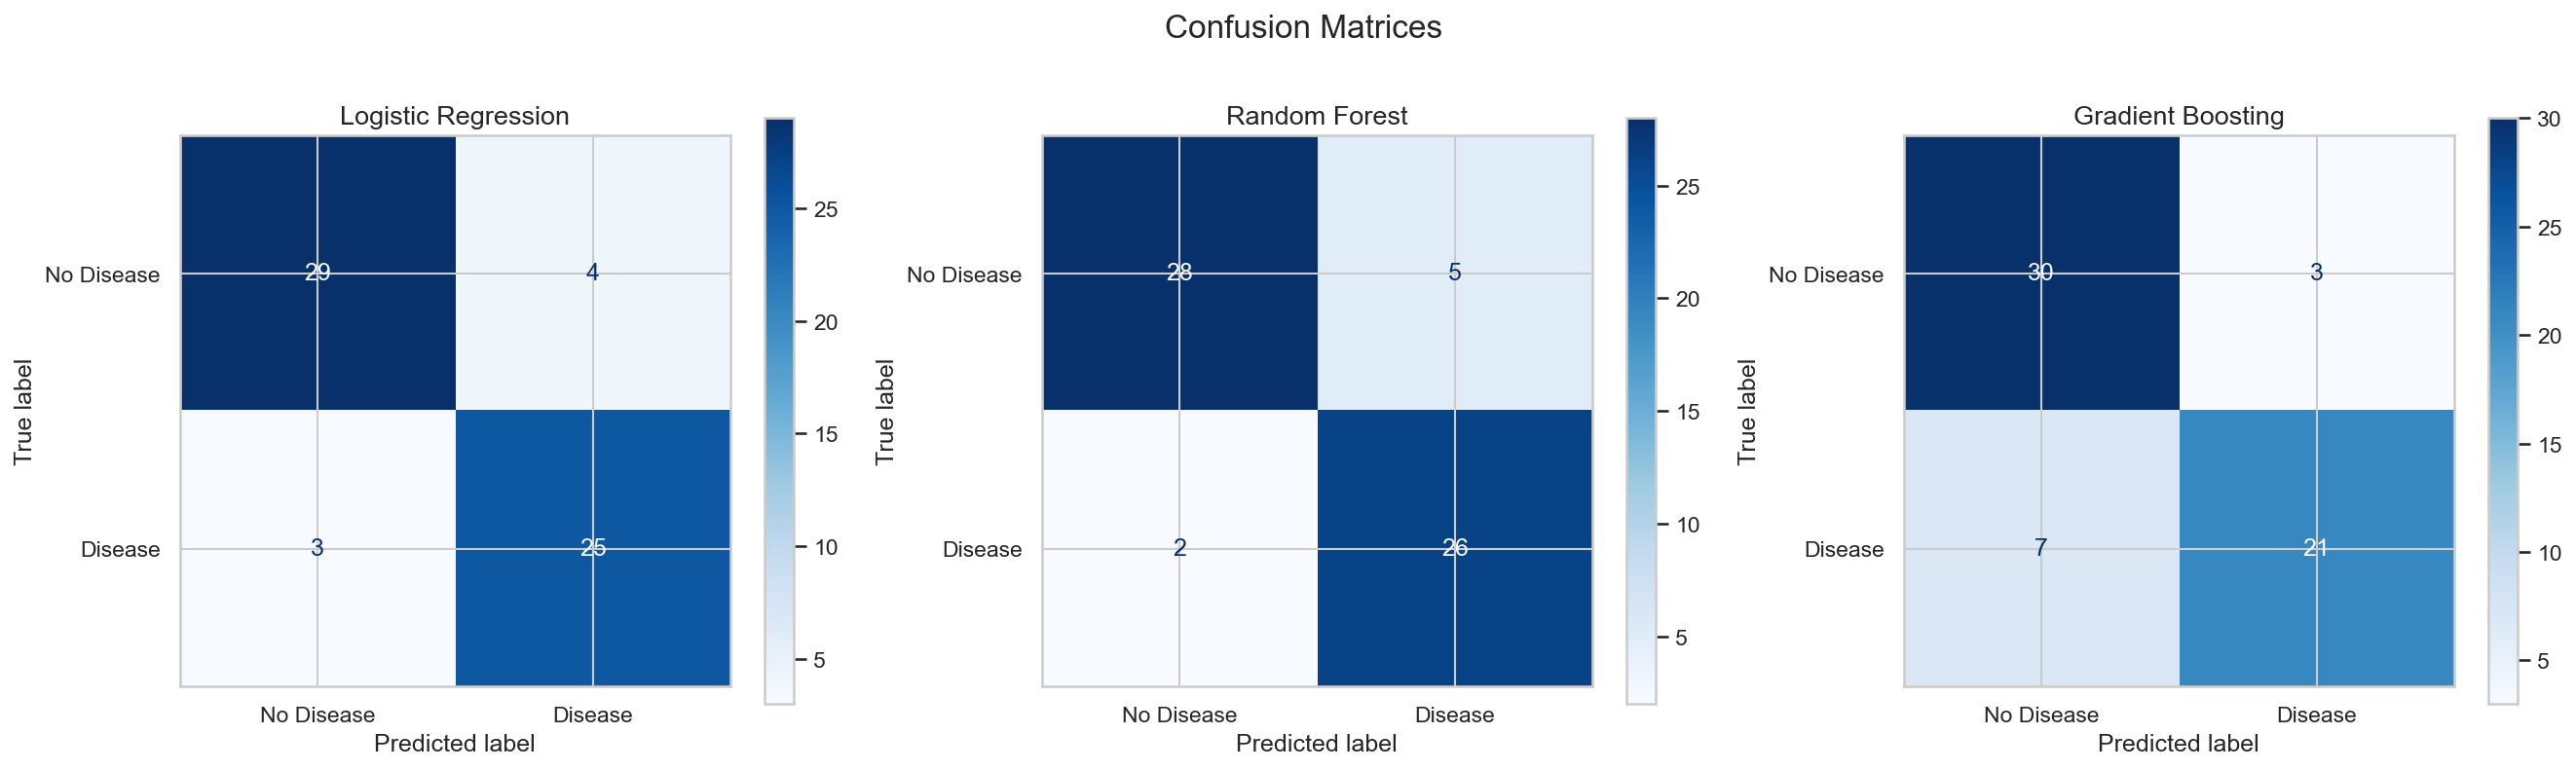 Confusion Matrices
Logistic Regression
No Disease
Disease
True label
29
4
3
25
No Disease
Disease
Predicted label
25
20
15
10
5
Random Forest
No Disease
Disease
True label
28
5
2
26
No Disease
Disease
Predicted label
25
20
15
10
5
Gradient Boosting
No Disease
Disease
True label
30
3
7
21
No Disease
Disease
Predicted label
30
25
20
15
10
5